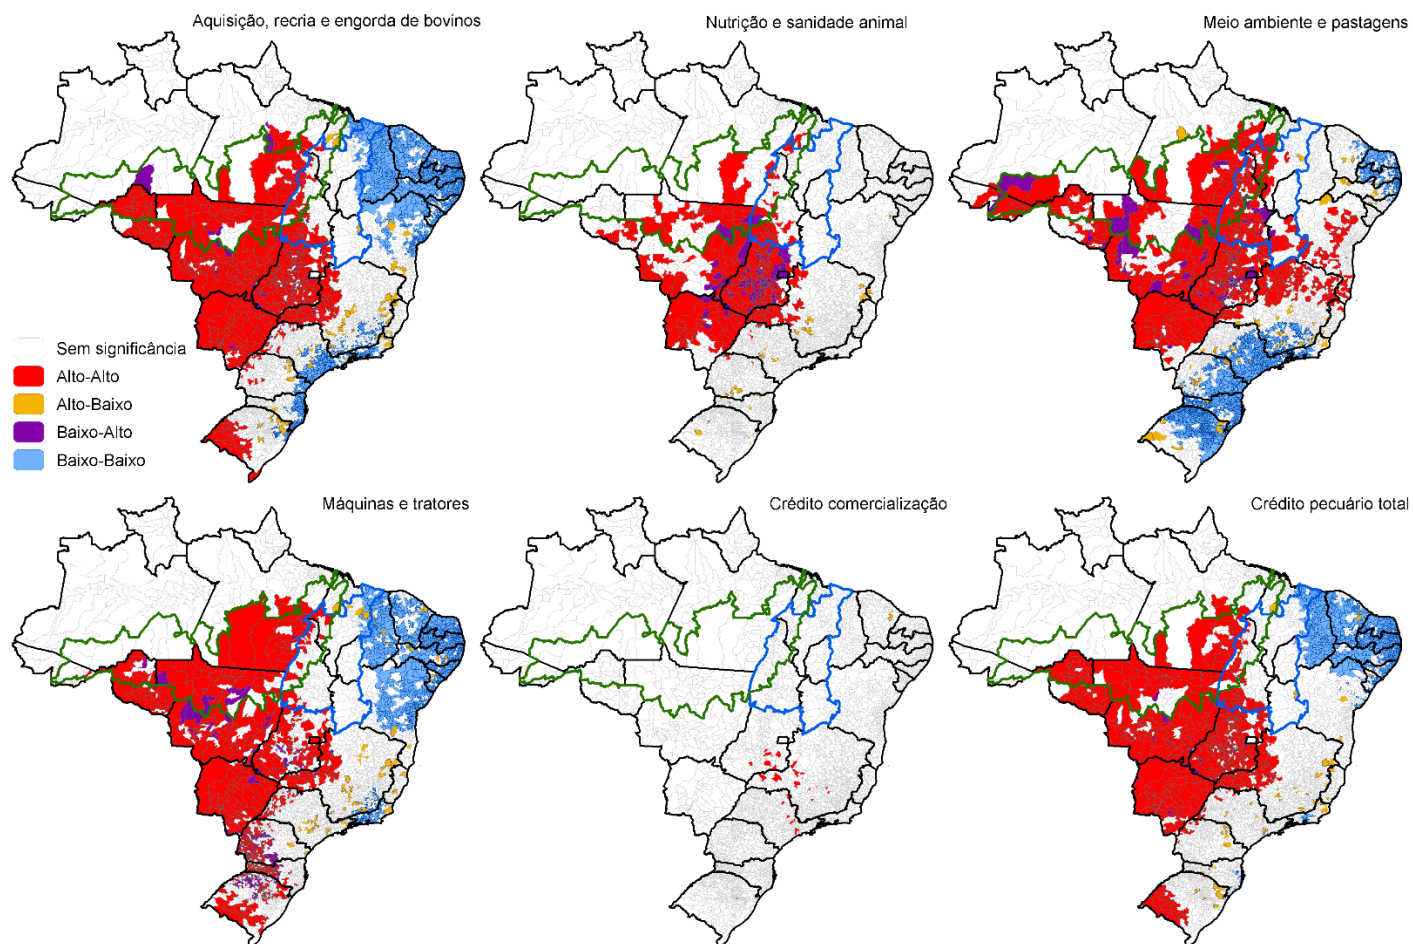 Aquisição, recria e engorda de bovinos
Nutrição e sanidade animal
Meio ambiente e pastagens
Sem significância
Alto-Alto
Alto-Baixo
Baixo-Alto
Baixo-Baixo
Máquinas e tratores
Crédito comercialização
Crédito pecuário total